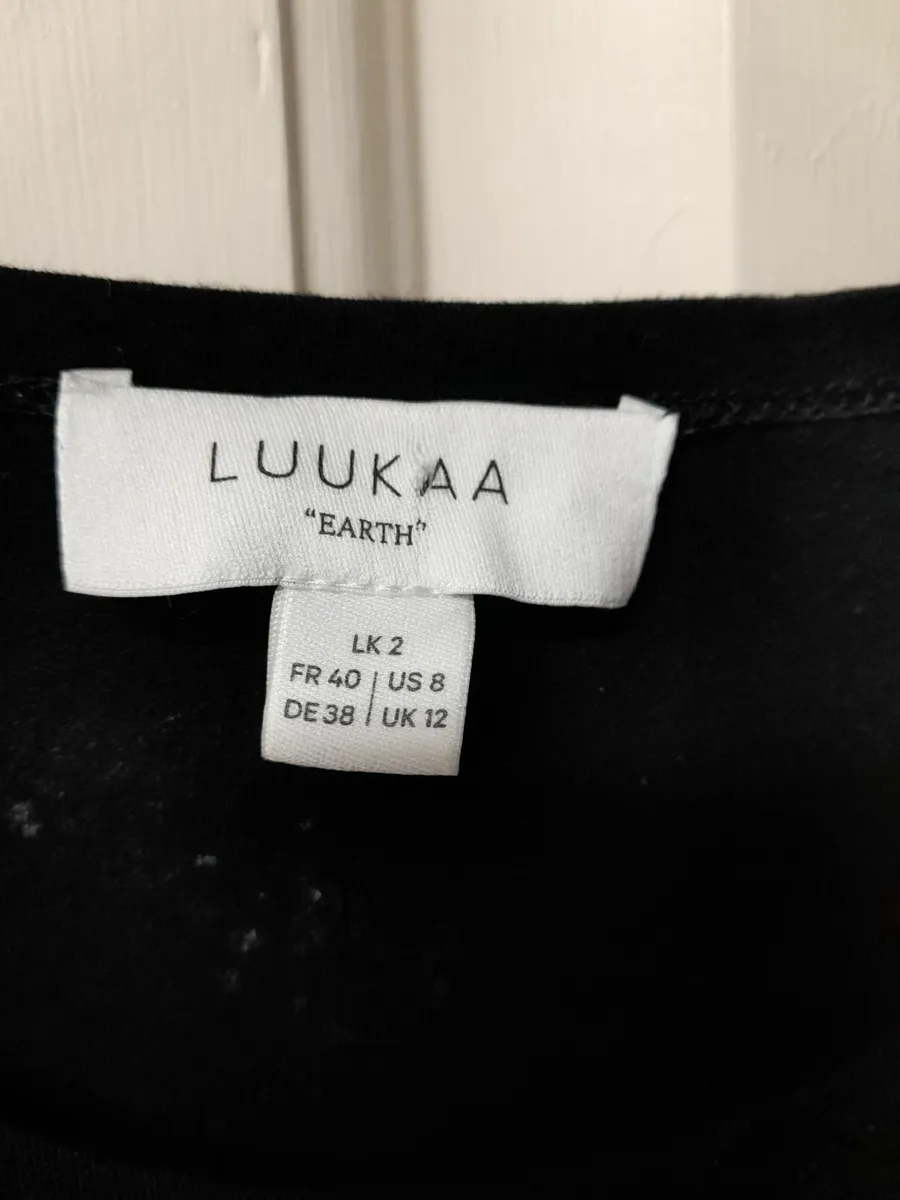 LUUKAA
“EARTH”
LK 2
FR 40 | US 8
DE 38 | UK 12